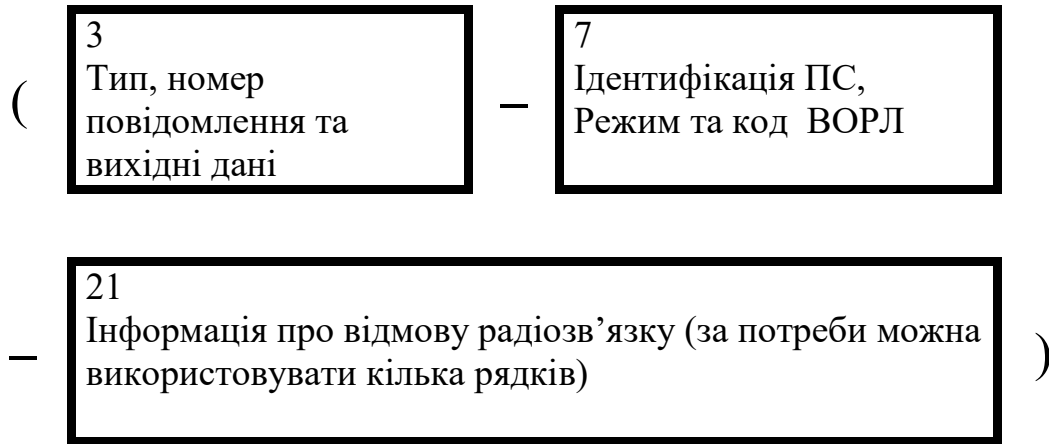 (
3
Тип, номер
повідомлення та
вихідні дані
–
7
Ідентифікація ПС,
Режим та код  ВОРЛ
–
21
Інформація про відмову радіозв’язку (за потреби можна
використовувати кілька рядків)
)